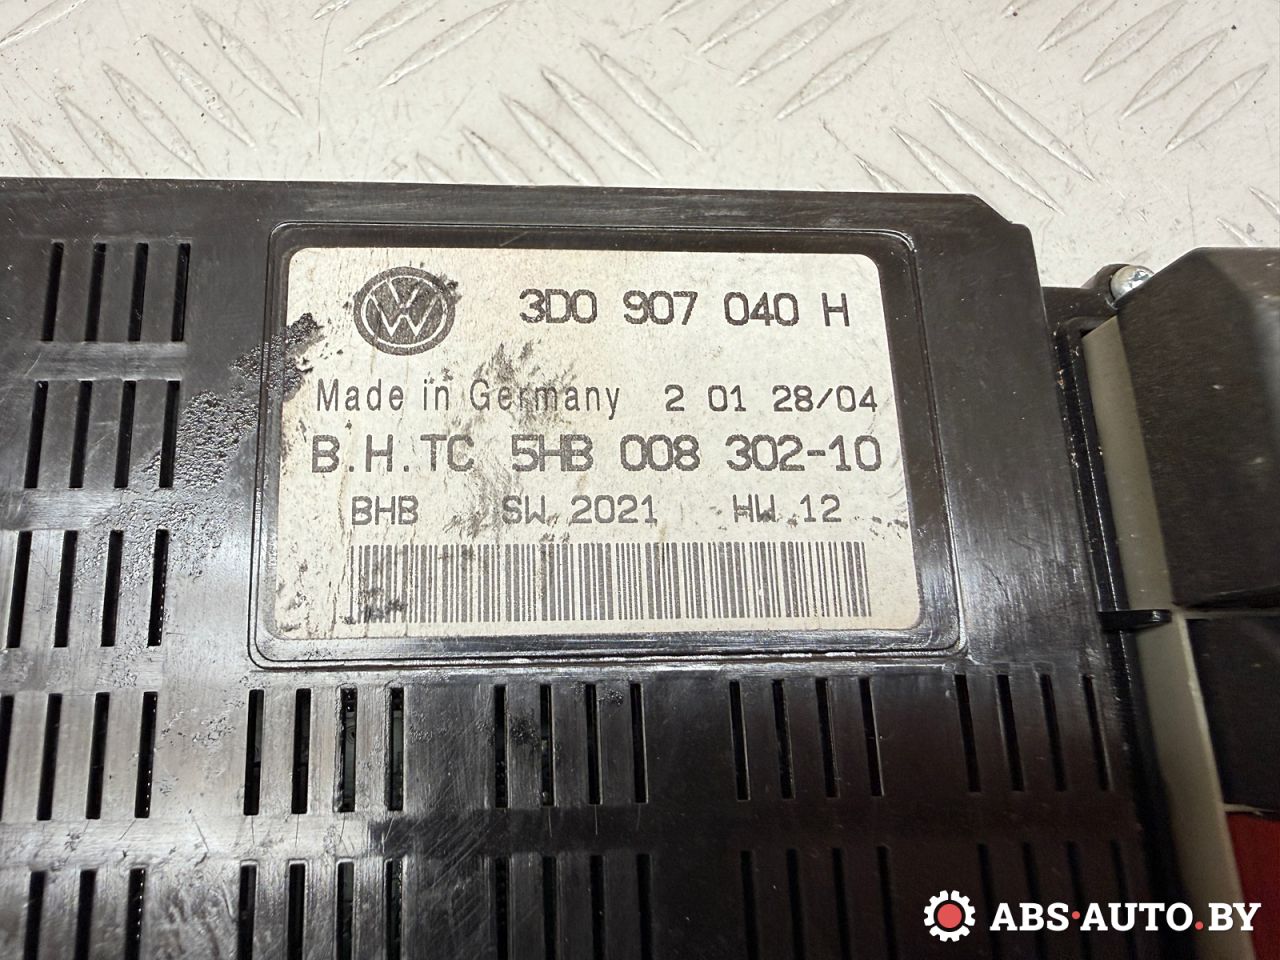 3D0 907 040 H
Made in Germany 2 01 28/04
B.H.TC 5HB 008 302-10
BHB SW 2021 HW 12
ABS·AUTO.BY